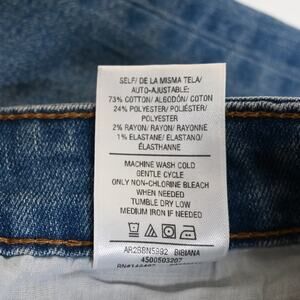 SELF/ DE LA MISMA TELA/
AUTO-AJUSTABLE:
73% COTTON/ ALGODÓN/ COTON
24% POLYESTER/ POLIÉSTER/
POLYESTER
2% RAYON/ RAYON/ RAYONNE
1% ELASTANE/ ELASTANO/
ÉLASTHANNE
MACHINE WASH COLD
GENTLE CYCLE
ONLY NON-CHLORINE BLEACH
WHEN NEEDED
TUMBLE DRY LOW
MEDIUM IRON IF NEEDED
BIBIANA
4500503207